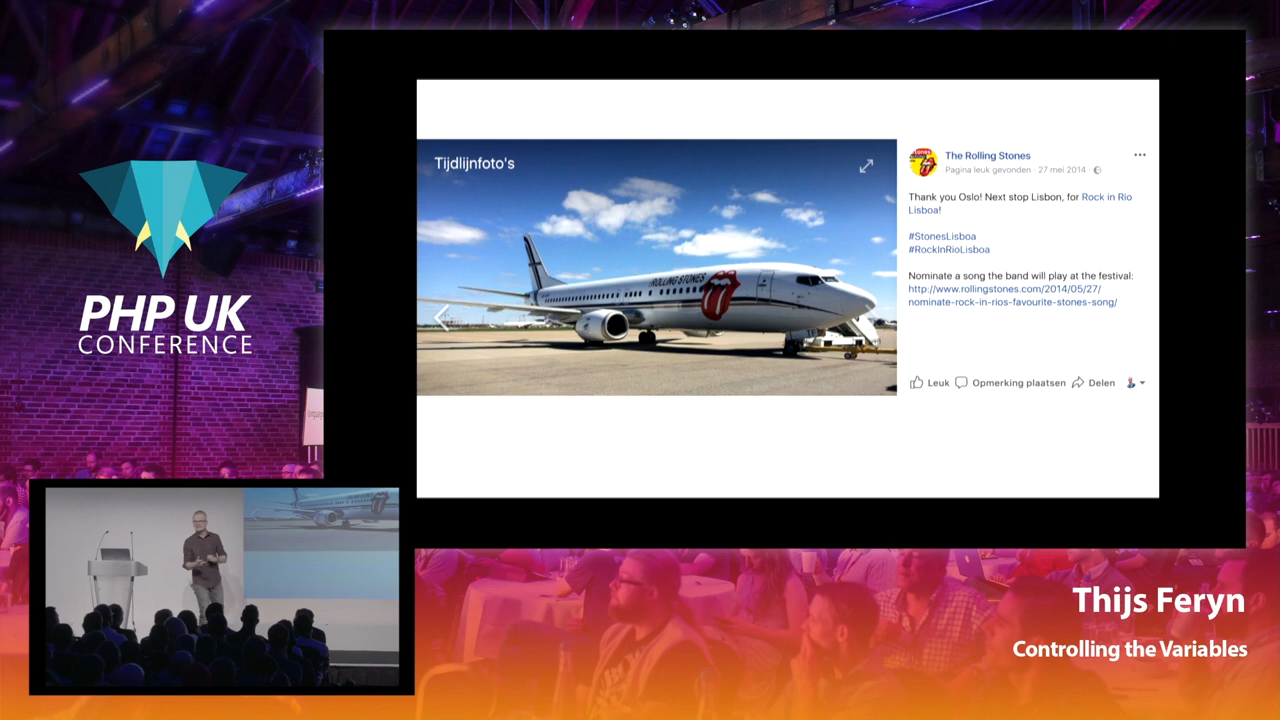 PHP UK
CONFERENCE
Tijdlijnfoto's
ROLLING STONES
The Rolling Stones
Pagina leuk gevonden · 27 mei 2014 ·
Thank you Oslo! Next stop Lisbon, for Rock in Rio
Lisboa!
#StonesLisboa
#RockInRioLisboa
Nominate a song the band will play at the festival:
http://www.rollingstones.com/2014/05/27/
nominate-rock-in-rios-favourite-stones-song/
Leuk Opmerking plaatsen Delen
Thijs Feryn
Controlling the Variables